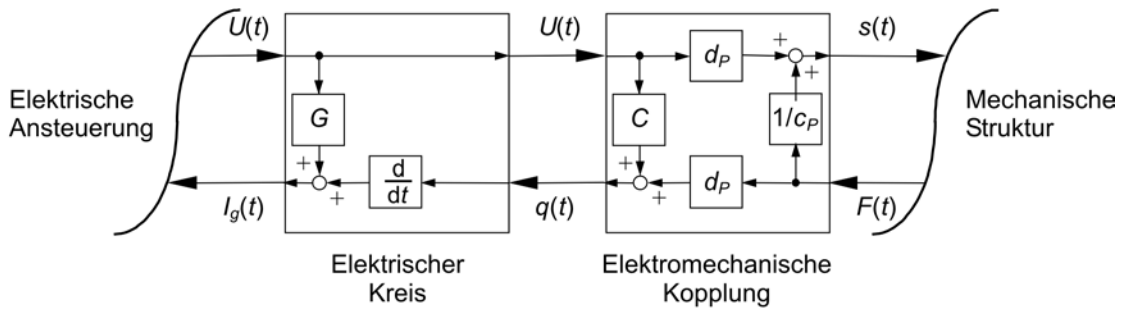 U(t)
U(t)
s(t)
d_P
+
+
Elektrische
Ansteuerung
G
C
1/c_P
Mechanische
Struktur
+
+
d
dt
+
+
d_P
I_g(t)
q(t)
F(t)
Elektrischer
Kreis
Elektromechanische
Kopplung